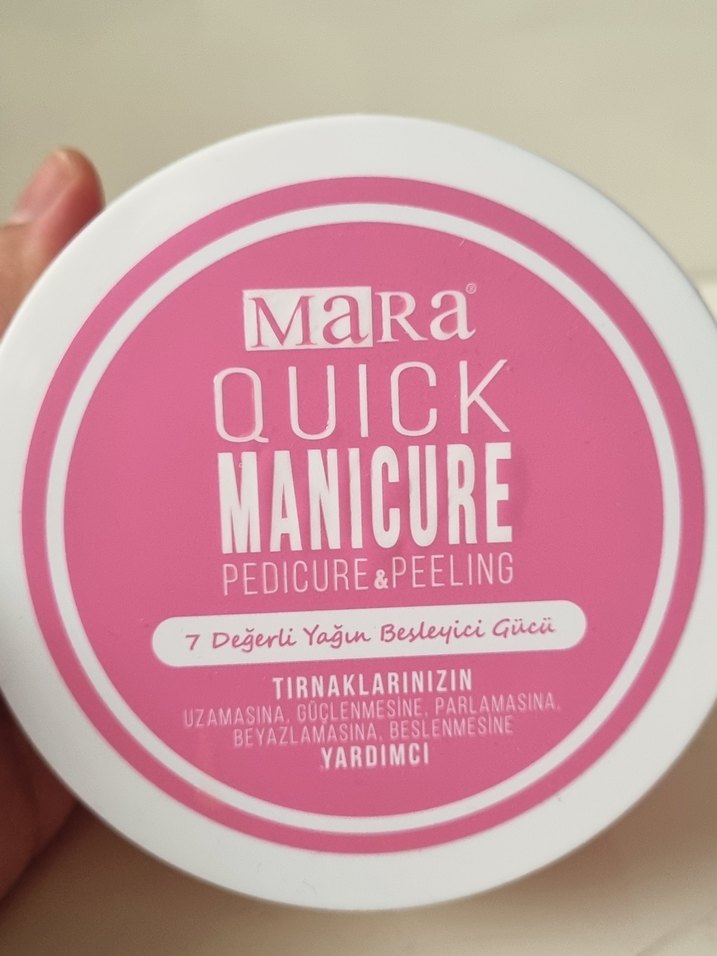 MaRa®
QUICK
MANICURE
PEDICURE & PEELING
7 Değerli Yağın Besleyici Gücü
TIRNAKLARINIZIN
UZAMASINA, GÜÇLENMESİNE, PARLAMASINA,
BEYAZLAMASINA, BESLENMESİNE
YARDIMCI